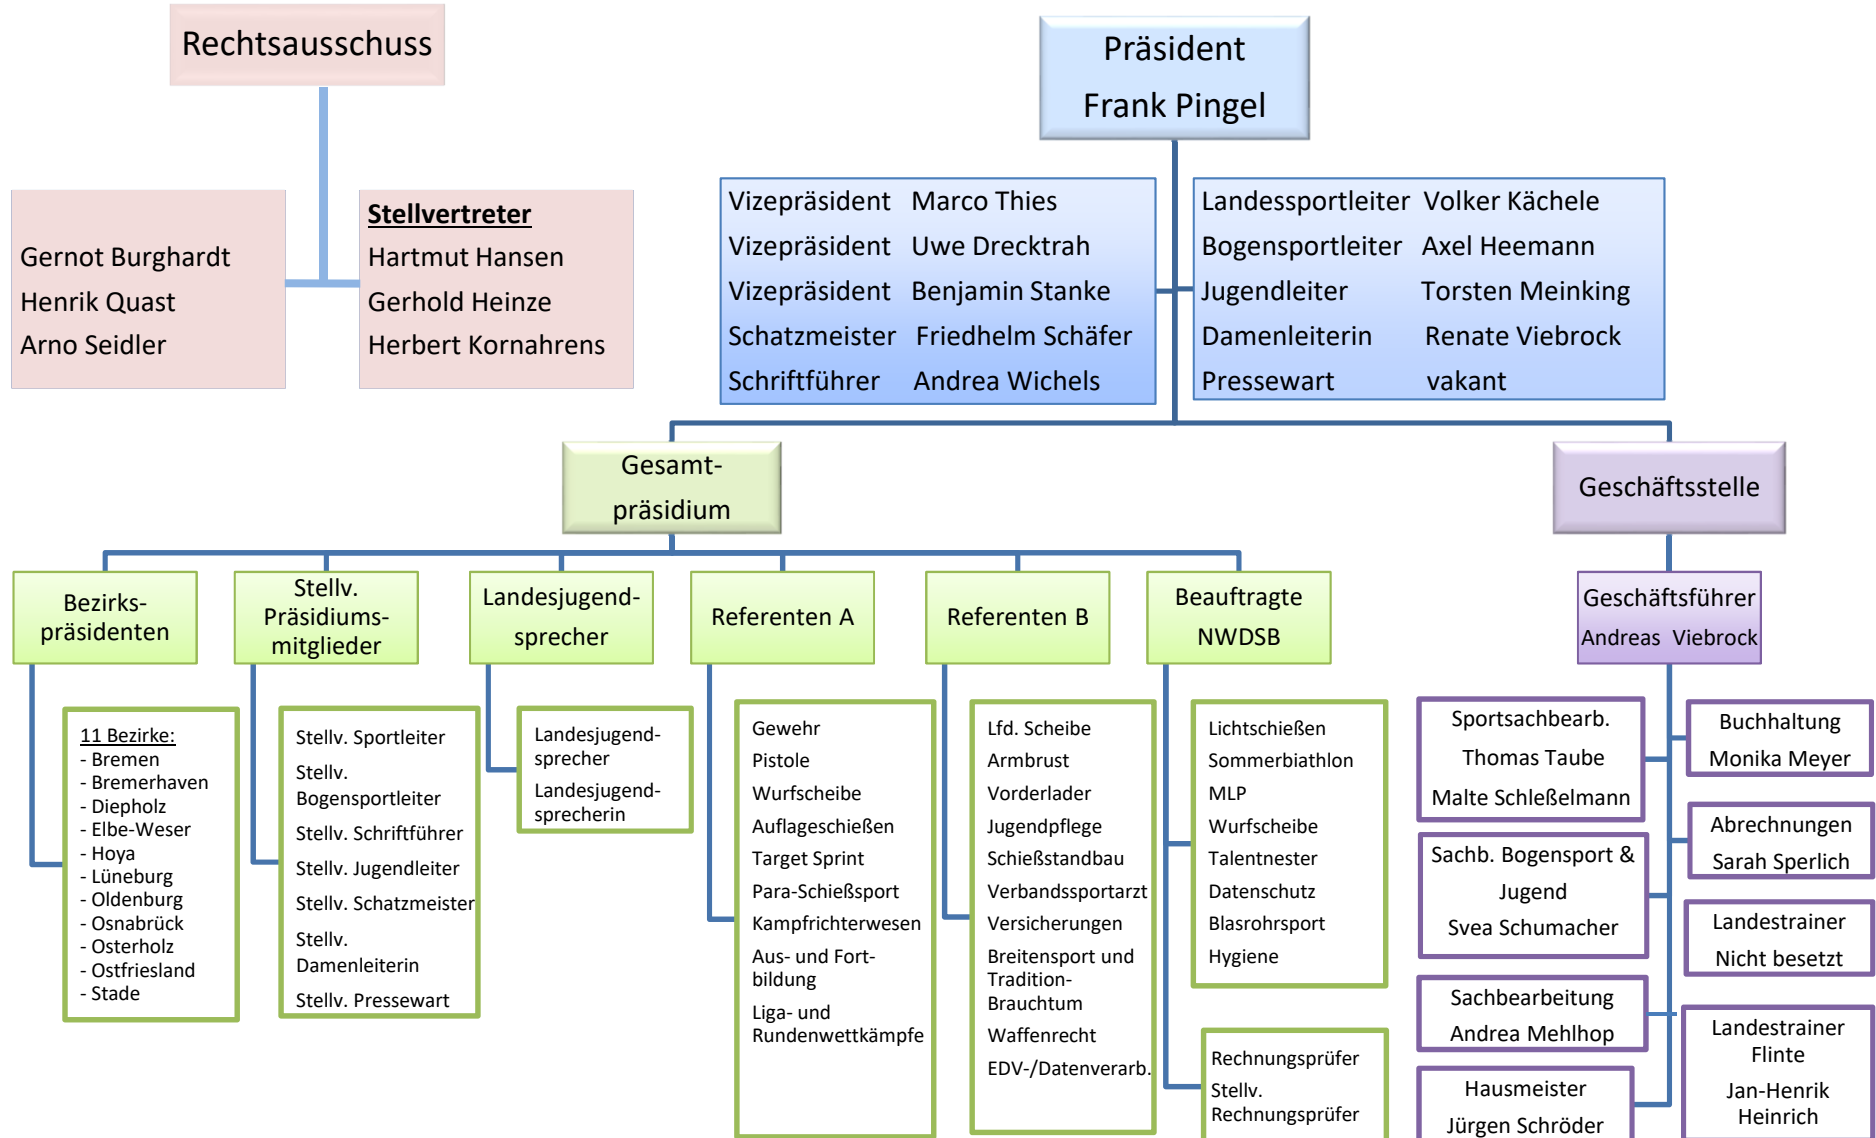 Rechtsausschuss
Gernot Burghardt
Henrik Quast
Arno Seidler
Stellvertreter
Hartmut Hansen
Gerhold Heinze
Herbert Kornahrens
Präsident
Frank Pingel
Vizepräsident Marco Thies
Vizepräsident Uwe Drecktrah
Vizepräsident Benjamin Stanke
Schatzmeister Friedhelm Schäfer
Schriftführer Andrea Wichels
Landessportleiter Volker Kächele
Bogensportleiter Axel Heemann
Jugendleiter Torsten Meinking
Damenleiterin Renate Viebrock
Pressewart vakant
Gesamt-
präsidium
Geschäftsstelle
Bezirks-
präsidenten
11 Bezirke:
- Bremen
- Bremerhaven
- Diepholz
- Elbe-Weser
- Hoya
- Lüneburg
- Oldenburg
- Osnabrück
- Osterholz
- Ostfriesland
- Stade
Stellv.
Präsidiums-
mitglieder
Stellv. Sportleiter
Stellv.
Bogensportleiter
Stellv. Schriftführer
Stellv. Jugendleiter
Stellv. Schatzmeister
Stellv.
Damenleiterin
Stellv. Pressewart
Landesjugend-
sprecher
Landesjugend-
sprecher
Landesjugend-
sprecherin
Referenten A
Gewehr
Pistole
Wurfscheibe
Auflageschießen
Target Sprint
Para-Schießsport
Kampfrichterwesen
Aus- und Fort-
bildung
Liga- und
Rundenwettkämpfe
Referenten B
Lfd. Scheibe
Armbrust
Vorderlader
Jugendpflege
Schießstandbau
Verbandssportarzt
Versicherungen
Breitensport und
Tradition-
Brauchtum
Waffenrecht
EDV-/Datenverarb.
Beauftragte
NWDSB
Lichtschießen
Sommerbiathlon
MLP
Wurfscheibe
Talentnester
Datenschutz
Blasrohrsport
Hygiene
Rechnungsprüfer
Stellv.
Rechnungsprüfer
Geschäftsführer
Andreas Viebrock
Sportsachbearb.
Thomas Taube
Malte Schleßelmann
Sachb. Bogensport &
Jugend
Svea Schumacher
Sachbearbeitung
Andrea Mehlhop
Hausmeister
Jürgen Schröder
Buchhaltung
Monika Meyer
Abrechnungen
Sarah Sperlich
Landestrainer
Nicht besetzt
Landestrainer
Flinte
Jan-Henrik
Heinrich